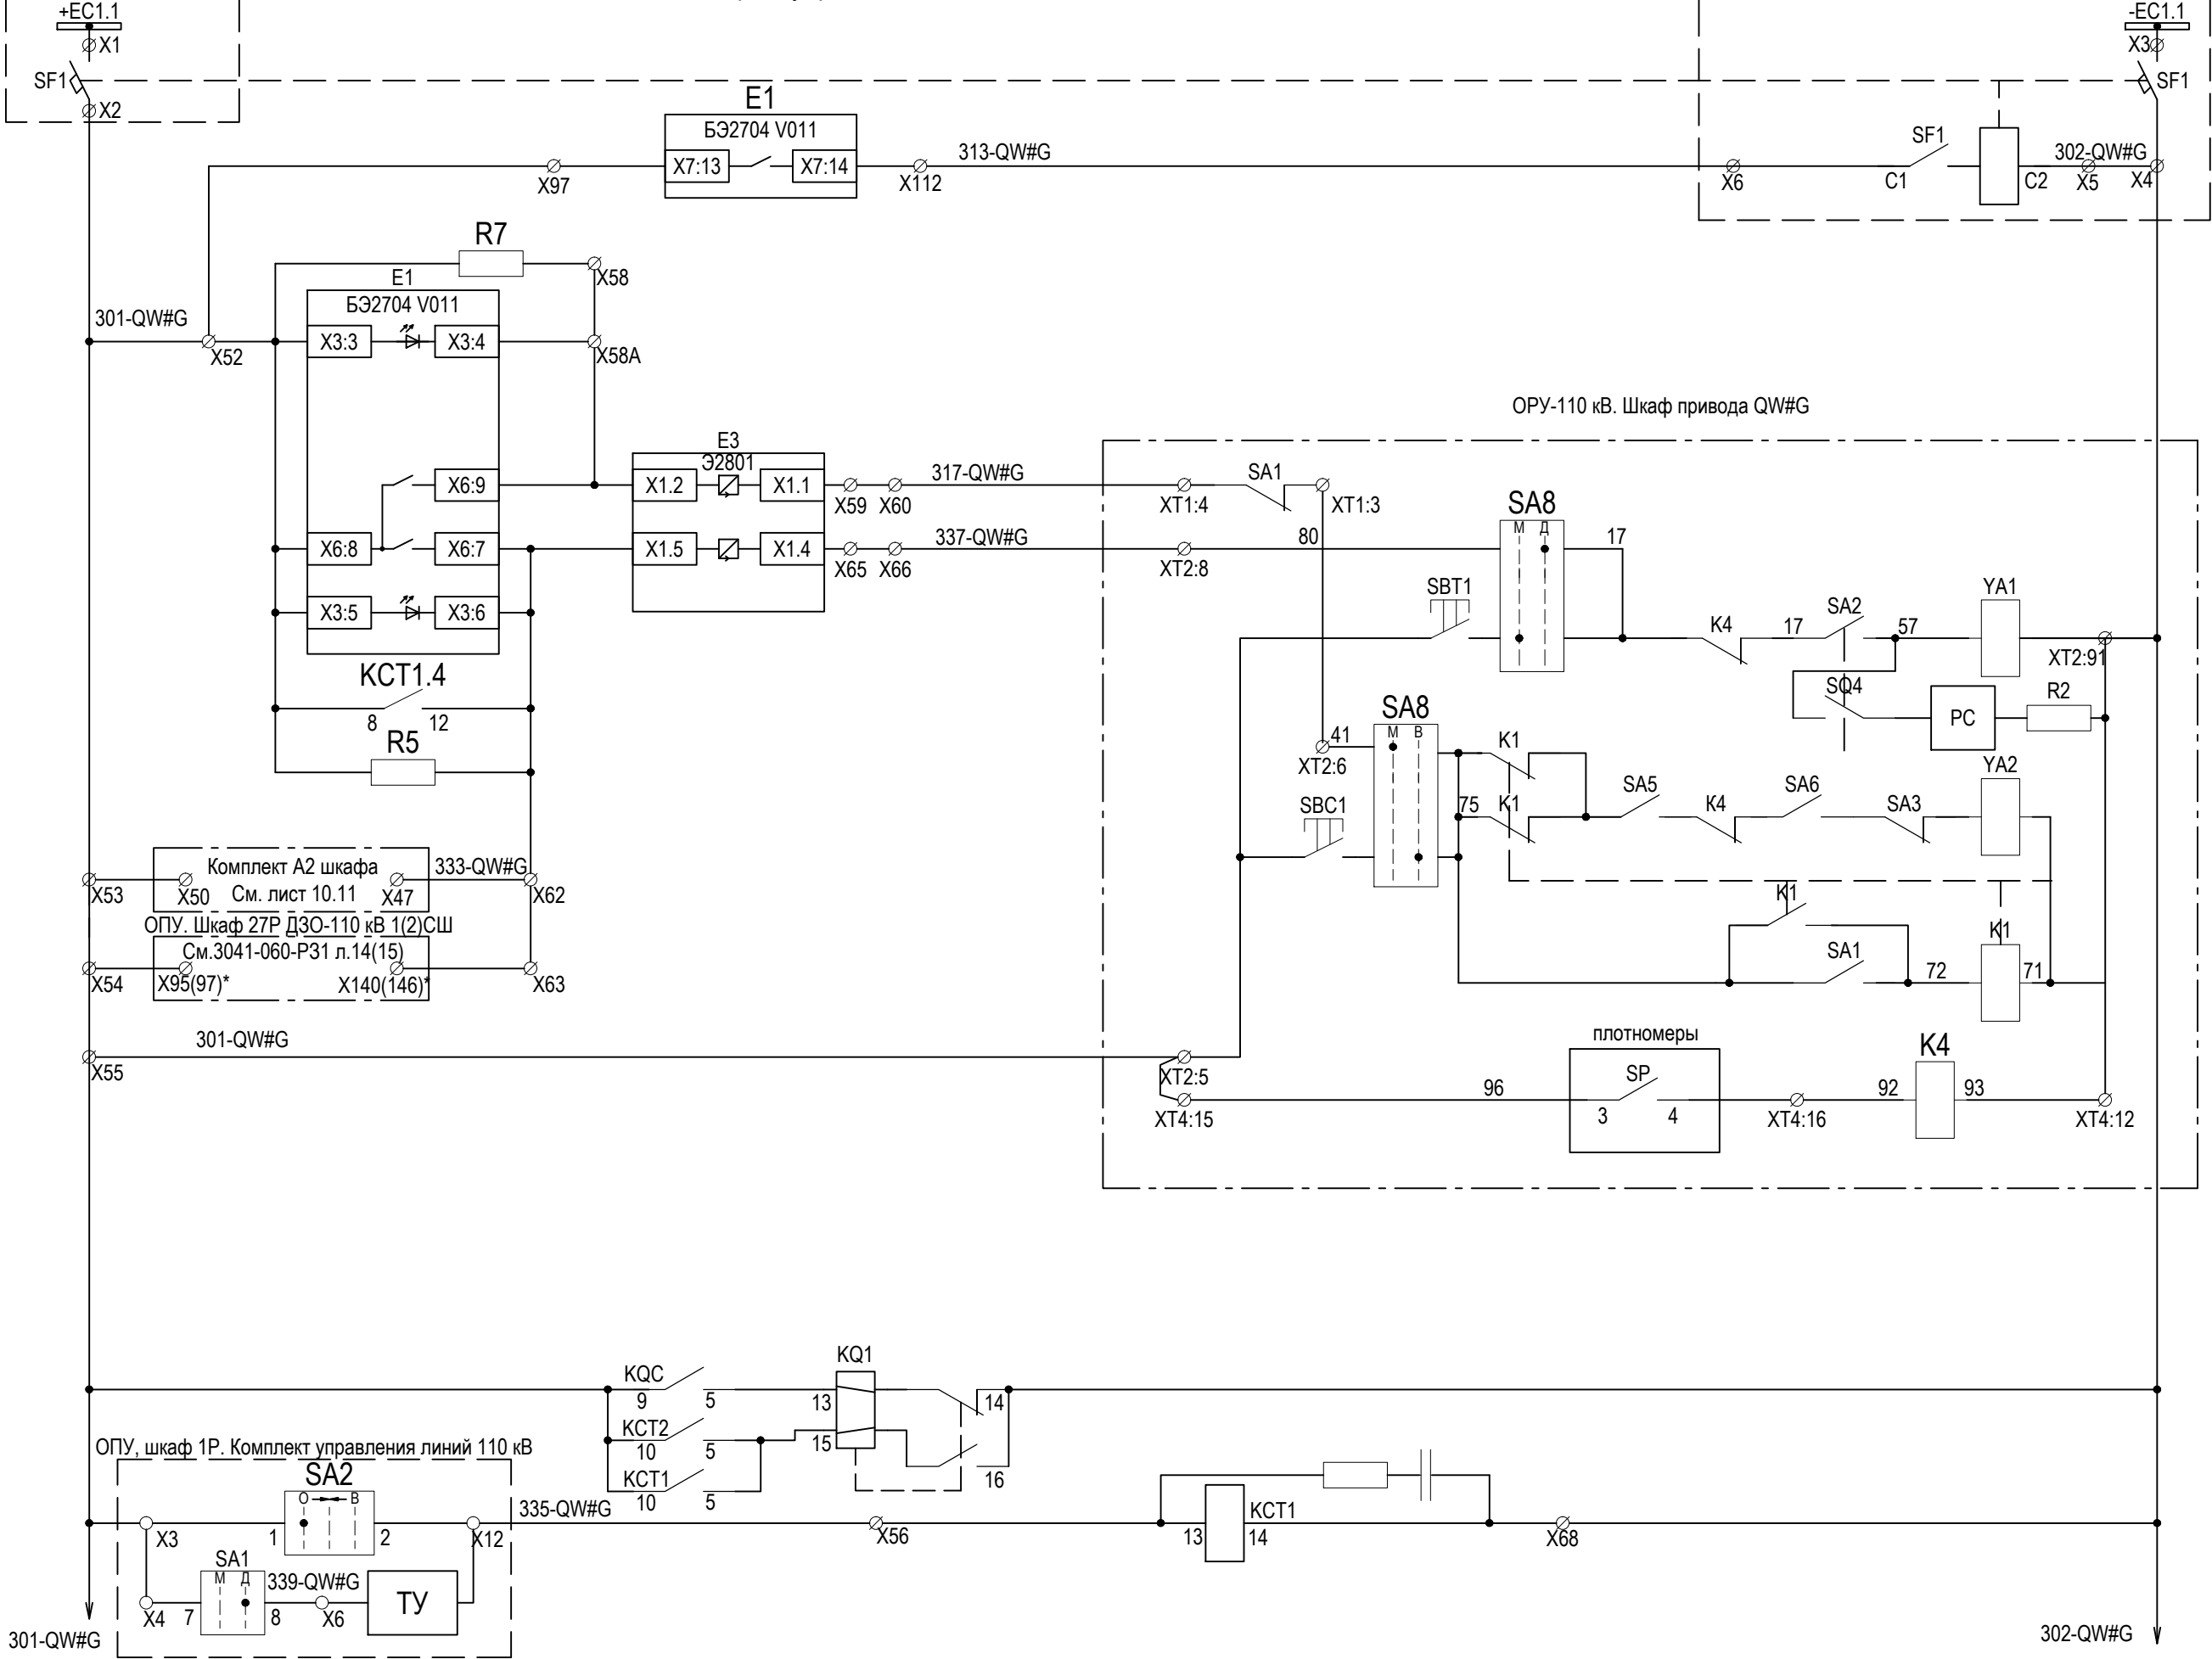 +EC1.1
-EC1.1
X1
X3
SF1
SF1
X2
E1
БЭ2704 V011
SF1
X7:13
X7:14
313-QW#G
302-QW#G
X97
X112
X6
C1
C2
X5
X4
R7
X58
E1
БЭ2704 V011
301-QW#G
X3:3
X3:4
X52
X58A
ОРУ-110 кВ. Шкаф привода QW#G
E3
Э2801
X6:9
X1.2
X1.1
317-QW#G
SA1
X59
X60
XT1:4
XT1:3
SA8
М
Д
X6:8
X6:7
X1.5
X1.4
337-QW#G
80
17
X65
X66
XT2:8
SBT1
YA1
X3:5
X3:6
K4
17
SA2
57
XT2:91
KCT1.4
SQ4
PC
R2
8
12
SA8
М
В
41
K1
R5
XT2:6
YA2
SBC1
75
K1
SA5
K4
SA6
SA3
Комплект А2 шкафа
333-QW#G
X53
X50
См. лист 10.11
X47
X62
K1
ОПУ. Шкаф 27Р ДЗО-110 кВ 1(2)СШ
См.3041-060-РЗ1 л.14(15)
K1
X54
X95(97)*
X140(146)*
X63
SA1
72
71
301-QW#G
плотномеры
K4
X55
XT2:5
SP
96
92
93
XT4:15
3
4
XT4:16
XT4:12
KQC
KQ1
9
5
13
14
KCT2
10
5
15
ОПУ, шкаф 1Р. Комплект управления линий 110 кВ
KCT1
16
SA2
10
5
О
В
335-QW#G
KCT1
X3
1
2
X12
X56
13
14
X68
SA1
М
Д
339-QW#G
ТУ
X4
7
8
X6
301-QW#G
302-QW#G